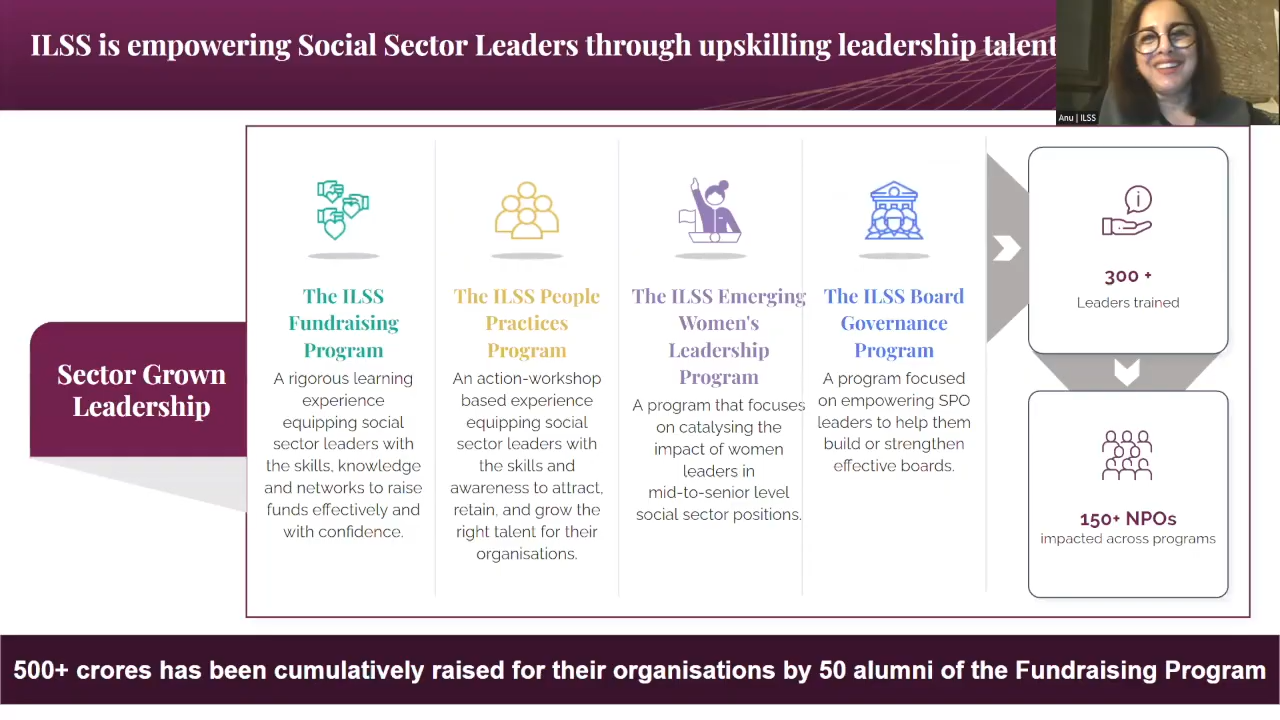 ILSS is empowering Social Sector Leaders through upskilling leadership talent
Anu | ILSS
Sector Grown
Leadership
The ILSS
Fundraising
Program
A rigorous learning
experience
equipping social
sector leaders with
the skills, knowledge
and networks to raise
funds effectively and
with confidence.
The ILSS People
Practices
Program
An action-workshop
based experience
equipping social
sector leaders with
the skills and
awareness to attract,
retain, and grow the
right talent for their
organisations.
The ILSS Emerging
Women's
Leadership
Program
A program that focuses
on catalysing the
impact of women
leaders in
mid-to-senior level
social sector positions.
The ILSS Board
Governance
Program
A program focused
on empowering SPO
leaders to help them
build or strengthen
effective boards.
300 +
Leaders trained
150+ NPOs
impacted across programs
500+ crores has been cumulatively raised for their organisations by 50 alumni of the Fundraising Program